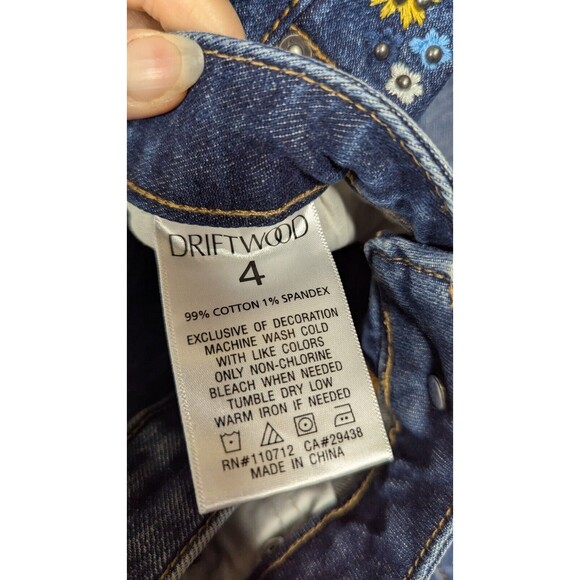 DRIFTWOOD
4
99% COTTON 1% SPANDEX
EXCLUSIVE OF DECORATION
MACHINE WASH COLD
WITH LIKE COLORS
ONLY NON-CHLORINE
BLEACH WHEN NEEDED
TUMBLE DRY LOW
WARM IRON IF NEEDED
RN#110712 CA#29438
MADE IN CHINA